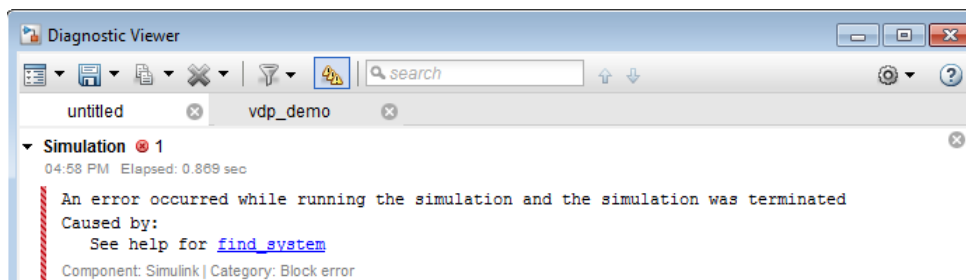 Diagnostic Viewer
search
untitled vdp_demo
Simulation 1
04:58 PM Elapsed: 0.869 sec
An error occurred while running the simulation and the simulation was terminated
Caused by:
See help for find_system
Component: Simulink | Category: Block error